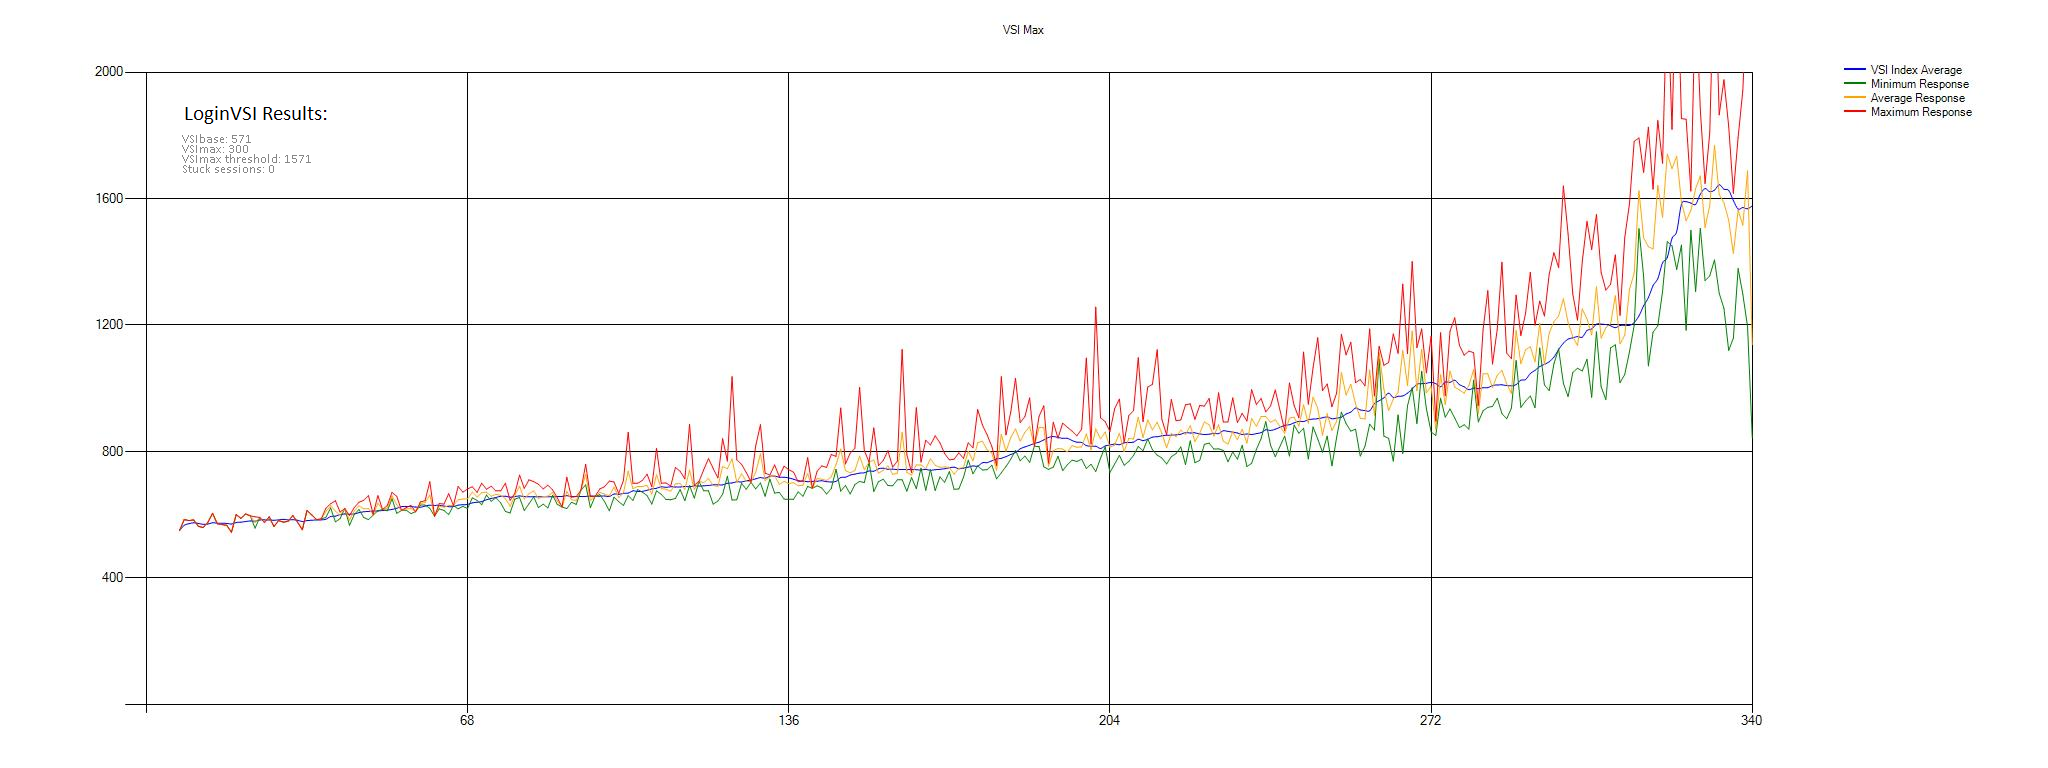 VSI Max
2000
1600
1200
800
400
68
136
204
272
340
LoginVSI Results:
VSIbase: 571
VSImax: 300
VSImax threshold: 1571
Stuck sessions: 0
VSI Index Average
Minimum Response
Average Response
Maximum Response